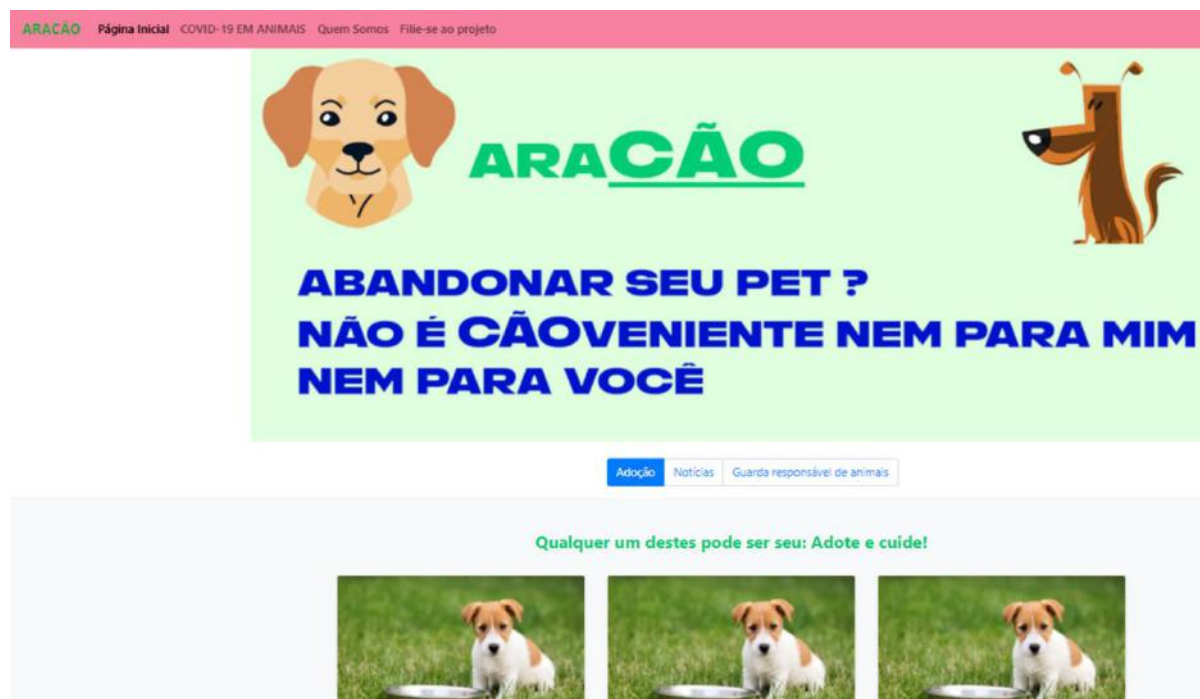 ARACÃO Página Inicial COVID-19 EM ANIMAIS Quem Somos Filie-se ao projeto
ARACÃO
ABANDONAR SEU PET ?
NÃO É CÃOVENIENTE NEM PARA MIM
NEM PARA VOCÊ
Adoção Notícias Guarda responsável de animais
Qualquer um destes pode ser seu: Adote e cuide!